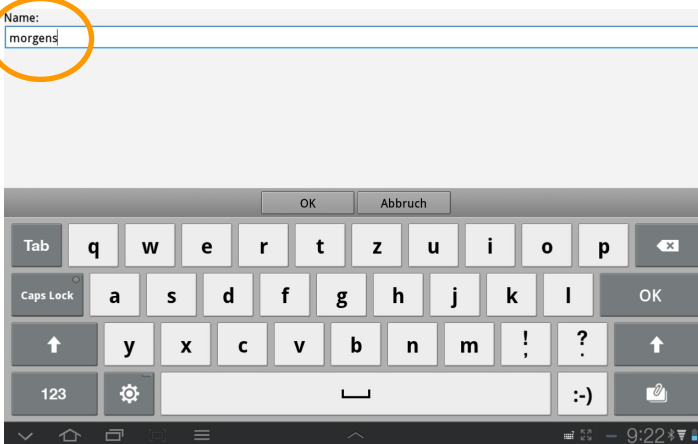 Name:
morgens
OK Abbruch
Tab q w e r t z u i o p
Caps Lock a s d f g h j k l OK
y x c v b n m ! , ? .
123 :-)
9:22